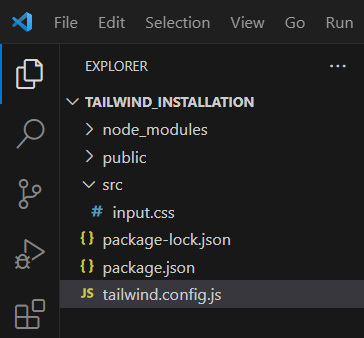 File Edit Selection View Go Run
EXPLORER
TAILWIND_INSTALLATION
node_modules
public
src
# input.css
{} package-lock.json
{} package.json
JS tailwind.config.js